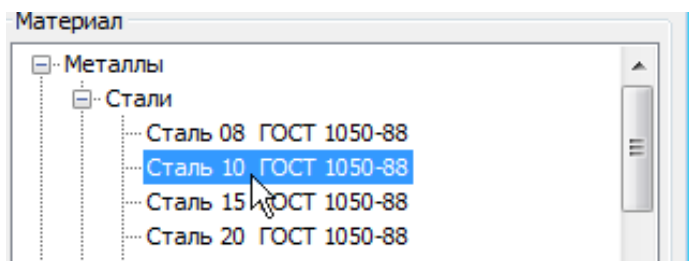 Материал
Металлы
Стали
Сталь 08 ГОСТ 1050-88
Сталь 10 ГОСТ 1050-88
Сталь 15 ГОСТ 1050-88
Сталь 20 ГОСТ 1050-88